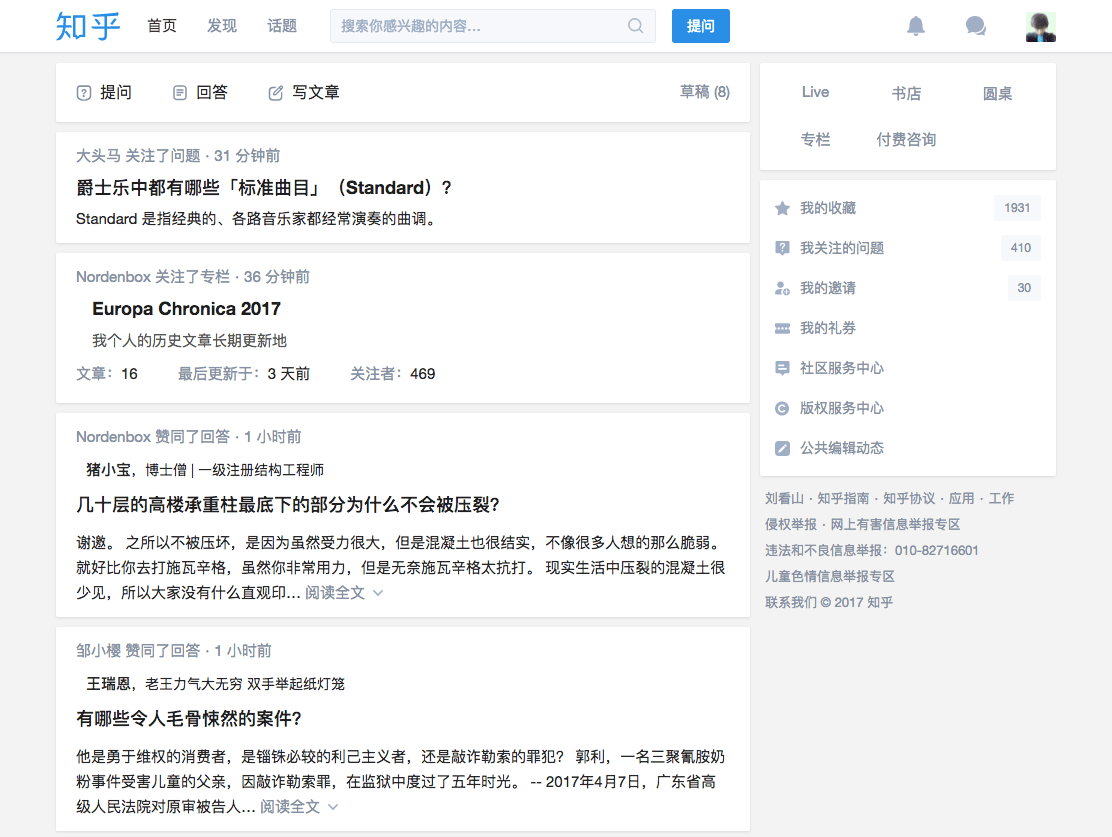 知乎 首页 发现 话题 搜索你感兴趣的内容... 提问
提问 回答 写文章 草稿 (8)
大头马 关注了问题 · 31 分钟前
爵士乐中都有哪些「标准曲目」（Standard）?
Standard 是指经典的、各路音乐家都经常演奏的曲调。
Nordenbox 关注了专栏 · 36 分钟前
Europa Chronica 2017
我个人的历史文章长期更新地
文章：16 最后更新于：3 天前 关注者：469
Nordenbox 赞同了回答 · 1 小时前
猪小宝，博士僧 | 一级注册结构工程师
几十层的高楼承重柱最底下的部分为什么不会被压裂?
谢邀。 之所以不被压坏，是因为虽然受力很大，但是混凝土也很结实，不像很多人想的那么脆弱。
就好比你去打施瓦辛格，虽然你非常用力，但是无奈施瓦辛格太抗打。 现实生活中压裂的混凝土很
少见，所以大家没有什么直观印... 阅读全文
邹小樱 赞同了回答 · 1 小时前
王瑞恩，老王力气大无穷 双手举起纸灯笼
有哪些令人毛骨悚然的案件?
他是勇于维权的消费者，是锱铢必较的利己主义者，还是敲诈勒索的罪犯？ 郭利，一名三聚氰胺奶
粉事件受害儿童的父亲，因敲诈勒索罪，在监狱中度过了五年时光。 -- 2017年4月7日，广东省高
级人民法院对原审被告人... 阅读全文
Live 书店 圆桌
专栏 付费咨询
我的收藏 1931
我关注的问题 410
我的邀请 30
我的礼券
社区服务中心
版权服务中心
公共编辑动态
刘看山 · 知乎指南 · 知乎协议 · 应用 · 工作
侵权举报 · 网上有害信息举报专区
违法和不良信息举报：010-82716601
儿童色情信息举报专区
联系我们 © 2017 知乎